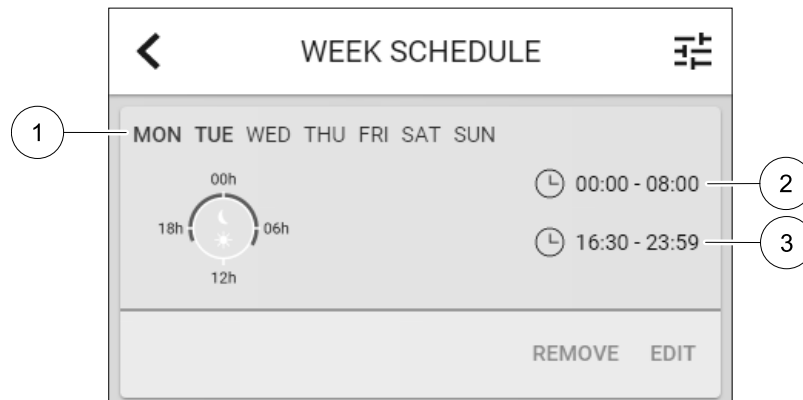 WEEK SCHEDULE
1
MON TUE WED THU FRI SAT SUN
00h
00:00 - 08:00
2
18h
06h
16:30 - 23:59
3
12h
REMOVE EDIT